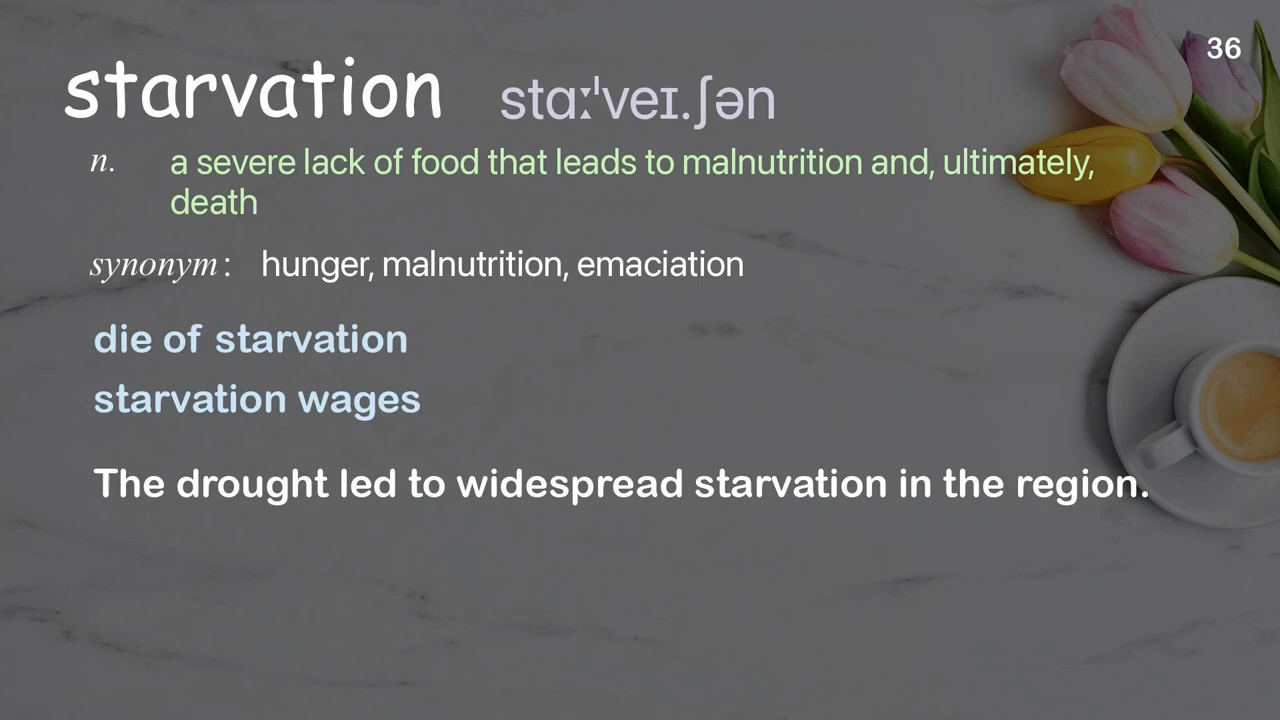 36
starvation stɑːˈveɪ.ʃən
n. a severe lack of food that leads to malnutrition and, ultimately,
death
synonym : hunger, malnutrition, emaciation
die of starvation
starvation wages
The drought led to widespread starvation in the region.